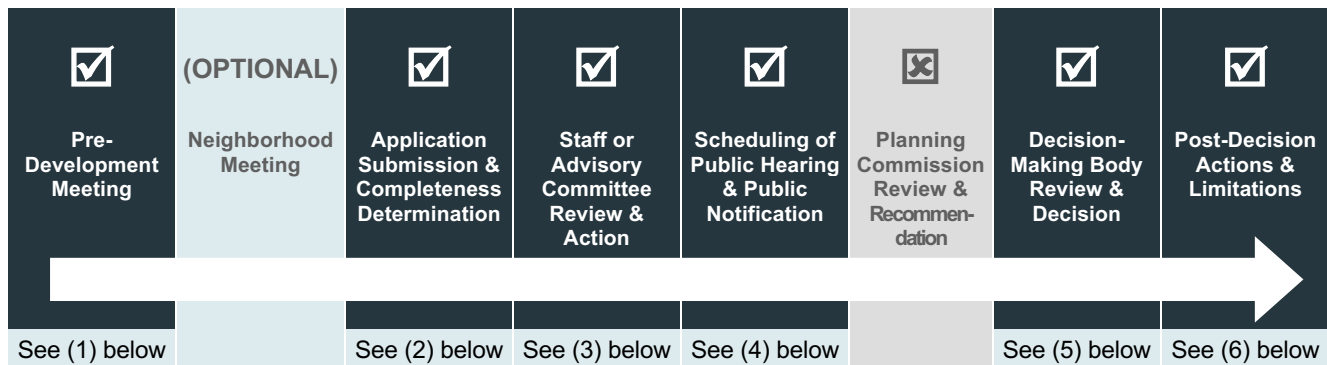 (OPTIONAL)
Pre-
Development
Meeting
Neighborhood
Meeting
Application
Submission &
Completeness
Determination
Staff or
Advisory
Committee
Review &
Action
Scheduling of
Public Hearing
& Public
Notification
Planning
Commission
Review &
Recommen-
dation
Decision-
Making Body
Review &
Decision
Post-Decision
Actions &
Limitations
See (1) below
See (2) below
See (3) below
See (4) below
See (5) below
See (6) below